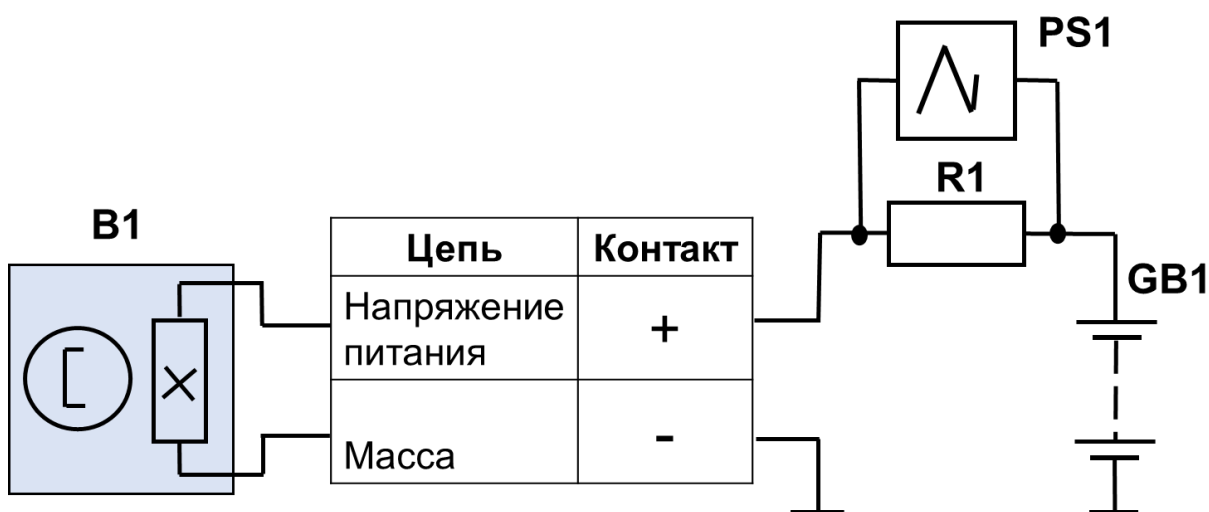 PS1
R1
B1
Цепь Контакт
GB1
Напряжение
питания
+
Масса
-